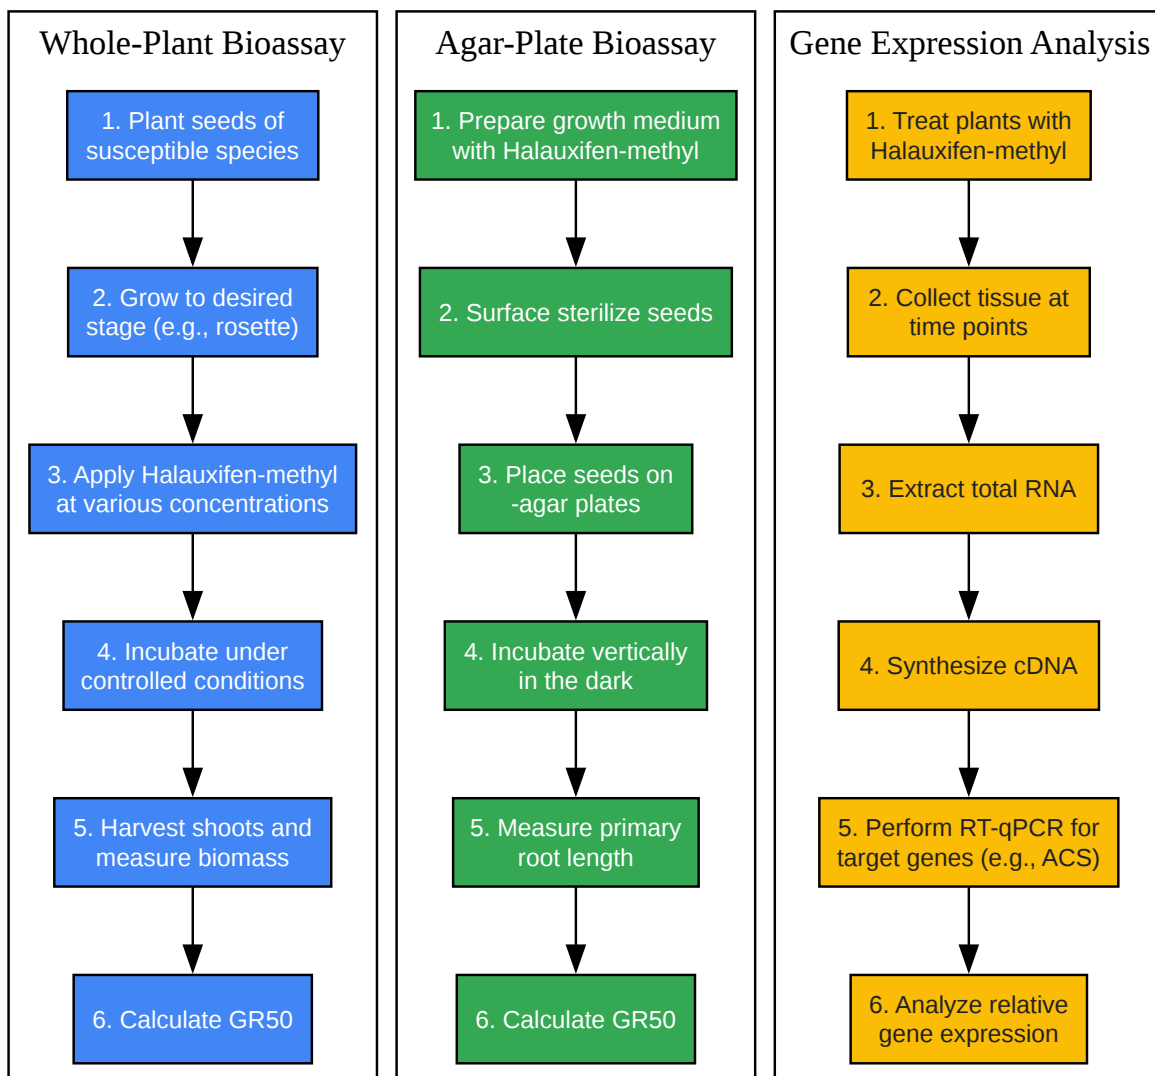 Whole-Plant Bioassay
1. Plant seeds of
susceptible species
2. Grow to desired
stage (e.g., rosette)
3. Apply Halauxifen-methyl
at various concentrations
4. Incubate under
controlled conditions
5. Harvest shoots and
measure biomass
6. Calculate GR50
Agar-Plate Bioassay
1. Prepare growth medium
with Halauxifen-methyl
2. Surface sterilize seeds
3. Place seeds on
-agar plates
4. Incubate vertically
in the dark
5. Measure primary
root length
6. Calculate GR50
Gene Expression Analysis
1. Treat plants with
Halauxifen-methyl
2. Collect tissue at
time points
3. Extract total RNA
4. Synthesize cDNA
5. Perform RT-qPCR for
target genes (e.g., ACS)
6. Analyze relative
gene expression